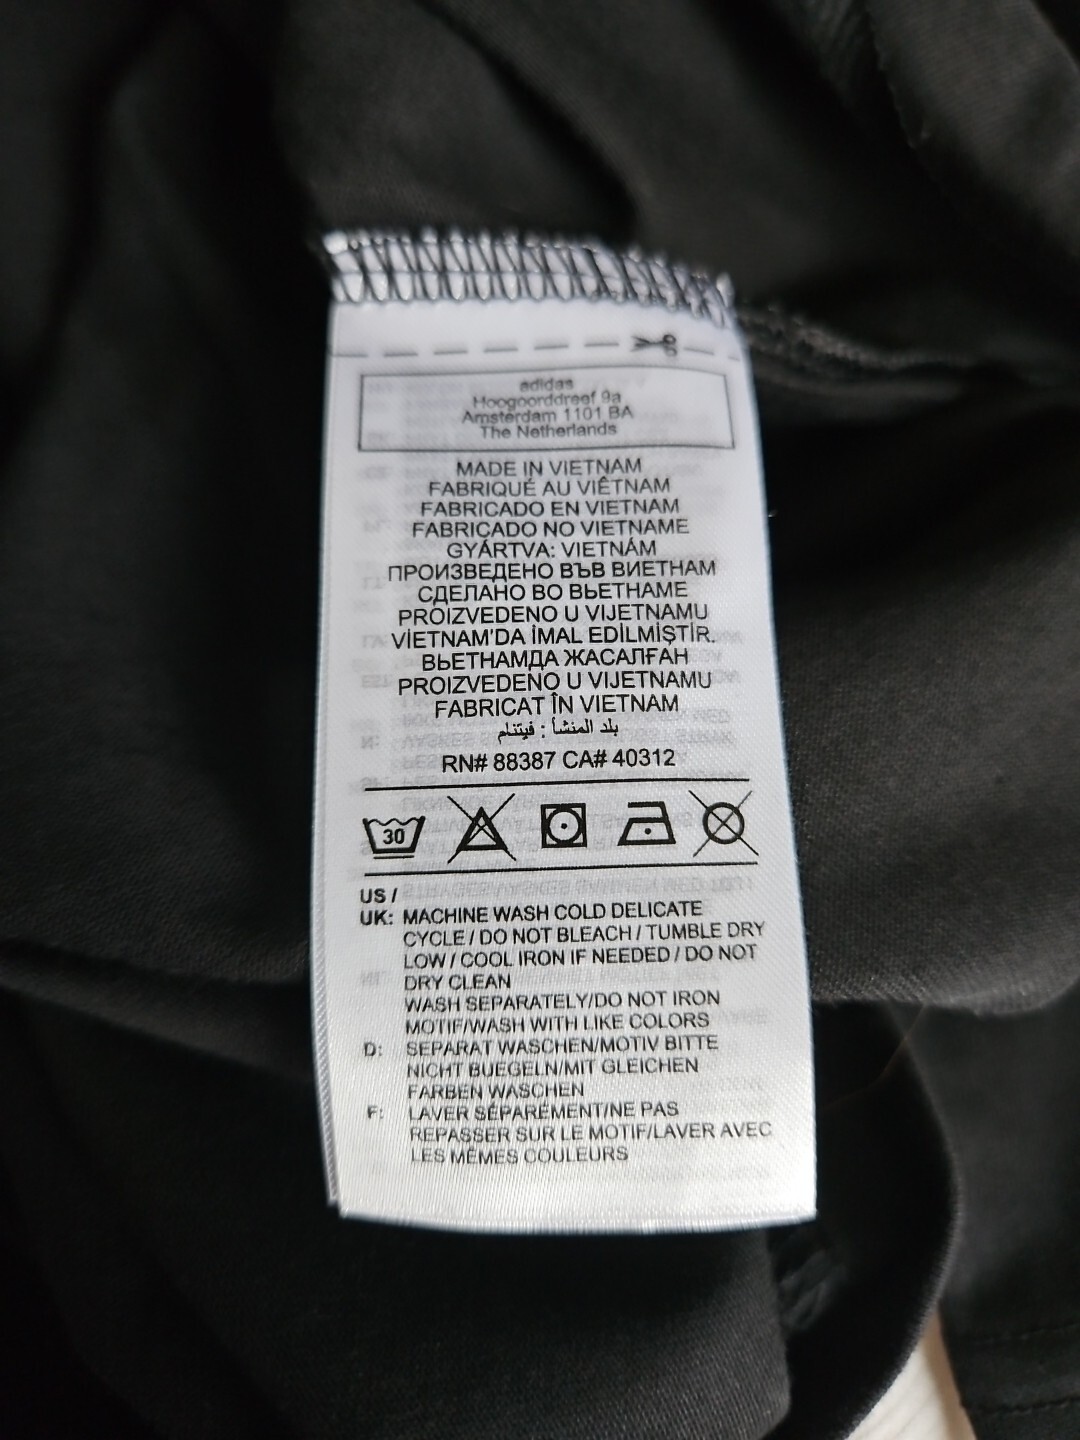 adidas
Hoogoorddreef 9a
Amsterdam 1101 BA
The Netherlands
MADE IN VIETNAM
FABRIQUÉ AU VIÊTNAM
FABRICADO EN VIETNAM
FABRICADO NO VIETNAME
GYÁRTVA: VIETNÁM
ПРОИЗВЕДЕНО ВЪВ ВИЕТНАМ
СДЕЛАНО ВО ВЬЕТНАМЕ
PROIZVEDENO U VIJETNAMU
VİETNAM'DA İMAL EDİLMİŞTİR.
ВЬЕТНАМДА ЖАСАЛҒАН
PROIZVEDENO U VIJETNAMU
FABRICAT ÎN VIETNAM
بلد المنشأ : فيتنام
RN# 88387 CA# 40312
30
US /
UK: MACHINE WASH COLD DELICATE
CYCLE / DO NOT BLEACH / TUMBLE DRY
LOW / COOL IRON IF NEEDED / DO NOT
DRY CLEAN
WASH SEPARATELY/DO NOT IRON
MOTIF/WASH WITH LIKE COLORS
D: SEPARAT WASCHEN/MOTIV BITTE
NICHT BUEGELN/MIT GLEICHEN
FARBEN WASCHEN
F: LAVER SÉPARÉMENT/NE PAS
REPASSER SUR LE MOTIF/LAVER AVEC
LES MÊMES COULEURS